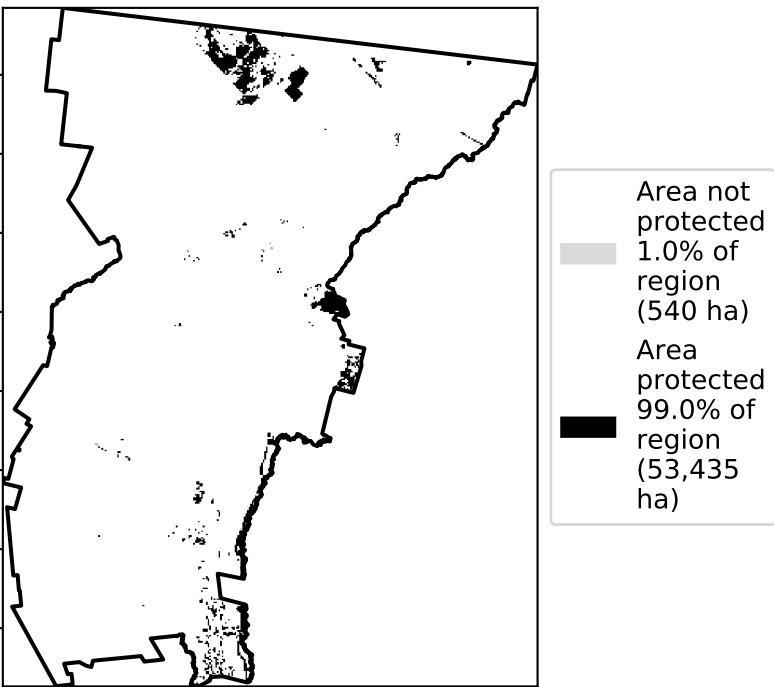 Area not
protected
1.0% of
region
(540 ha)
Area
protected
99.0% of
region
(53,435
ha)